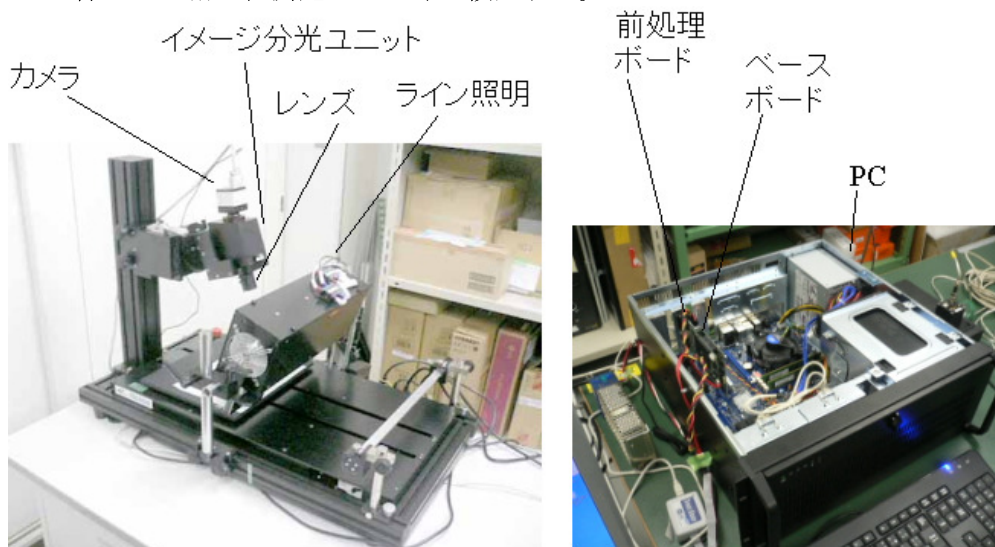 イメージ分光ユニット
カメラ
レンズ
ライン照明
前処理
ボード
ベース
ボード
PC